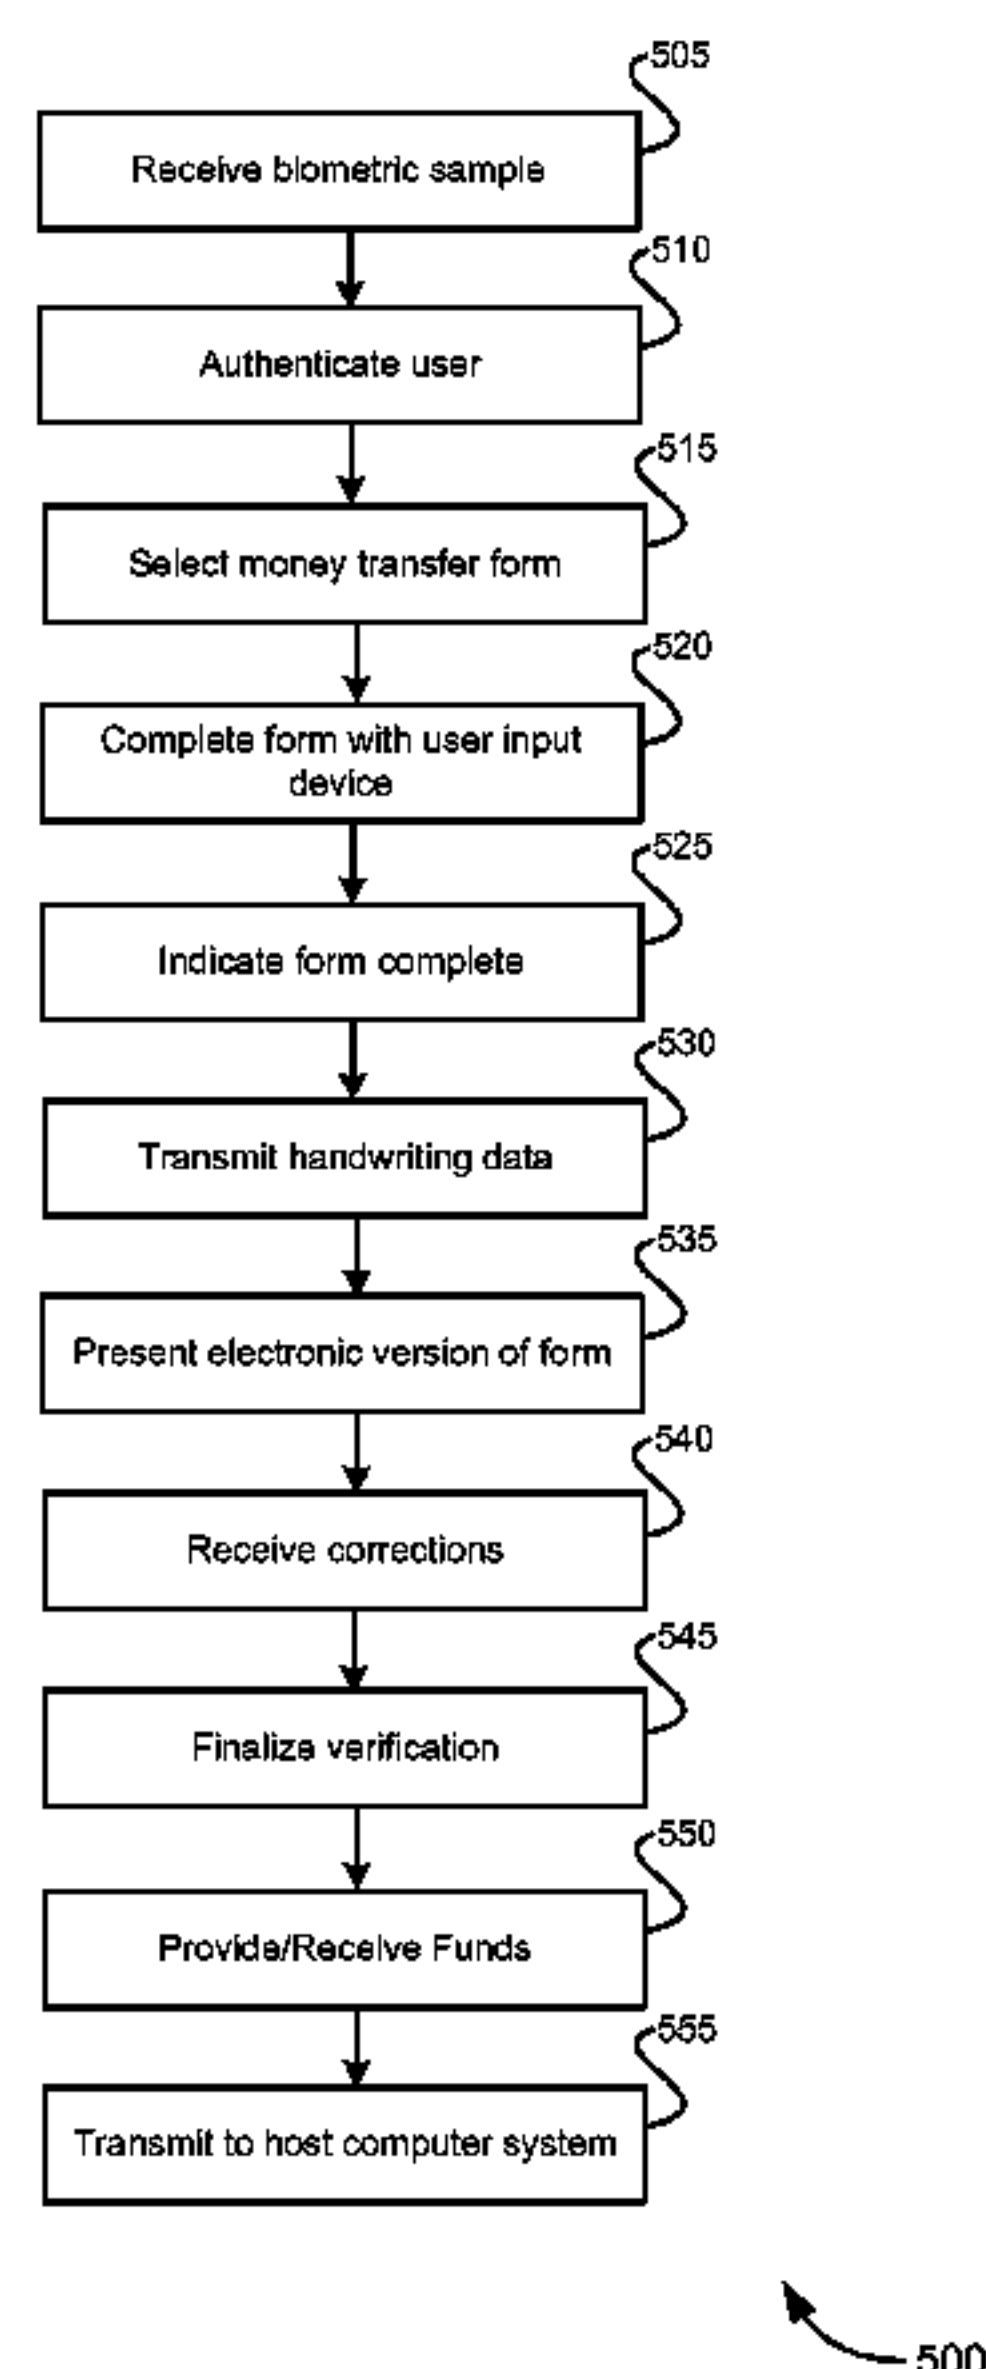 505
Receive biometric sample
510
Authenticate user
515
Select money transfer form
520
Complete form with user input
device
525
Indicate form complete
530
Transmit handwriting data
535
Present electronic version of form
540
Receive corrections
545
Finalize verification
550
Provide/Receive Funds
555
Transmit to host computer system
500